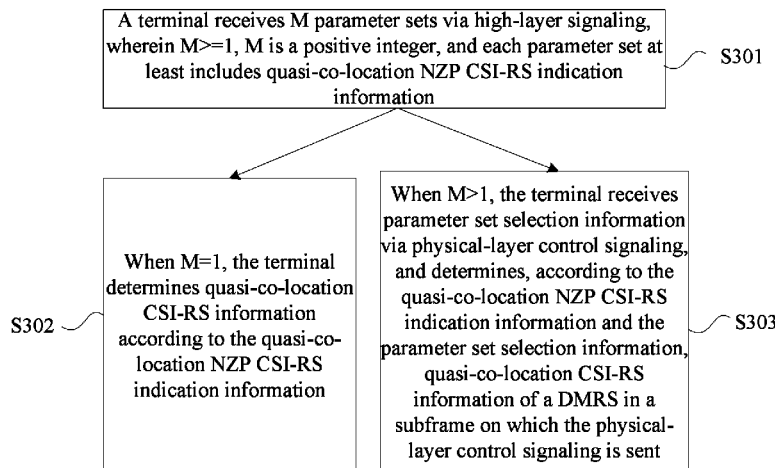 A terminal receives M parameter sets via high-layer signaling,
wherein M>=1, M is a positive integer, and each parameter set at
least includes quasi-co-location NZP CSI-RS indication
information
S301
When M=1, the terminal
determines quasi-co-location
CSI-RS information
according to the quasi-co-
location NZP CSI-RS
indication information
S302
When M>1, the terminal receives
parameter set selection information
via physical-layer control signaling,
and determines, according to the
quasi-co-location NZP CSI-RS
indication information and the
parameter set selection information,
quasi-co-location CSI-RS
information of a DMRS in a
subframe on which the physical-
layer control signaling is sent
S303